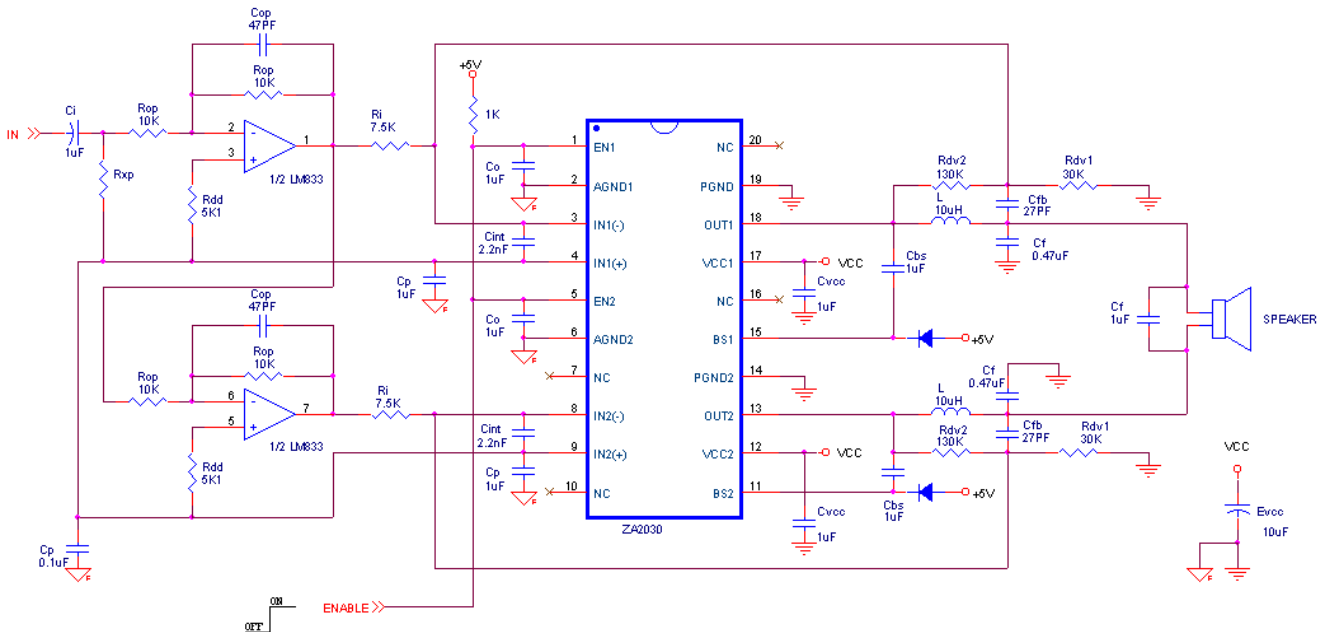 Cop
47PF
Rop
10K
+5V
1K
Ci
1uF
IN
Rop
10K
2
3
1
-
+
1/2 LM833
Ri
7.5K
Rxp
Rdd
5K1
Co
1uF
F
Cint
2.2nF
Cp
1uF
F
Co
1uF
F
1
EN1
2
AGND1
3
IN1(-)
4
IN1(+)
5
EN2
6
AGND2
7
NC
8
IN2(-)
9
IN2(+)
10
NC
NC
20
PGND
19
OUT1
18
VCC1
17
NC
16
BS1
15
PGND2
14
OUT2
13
VCC2
12
BS2
11
ZA2030
Rdv2
130K
Rdv1
30K
L
10uH
Cfb
27PF
Cf
0.47uF
Cbs
1uF
VCC
Cvcc
1uF
+5V
Cf
1uF
SPEAKER
Cf
0.47uF
L
10uH
Rdv2
130K
Cfb
27PF
Rdv1
30K
VCC
Cvcc
1uF
Cbs
1uF
+5V
VCC
Evcc
10uF
F
Cop
47PF
Rop
10K
Rop
10K
6
5
7
-
+
1/2 LM833
Ri
7.5K
Rdd
5K1
Cint
2.2nF
Cp
1uF
F
Cp
0.1uF
F
ON
OFF
ENABLE